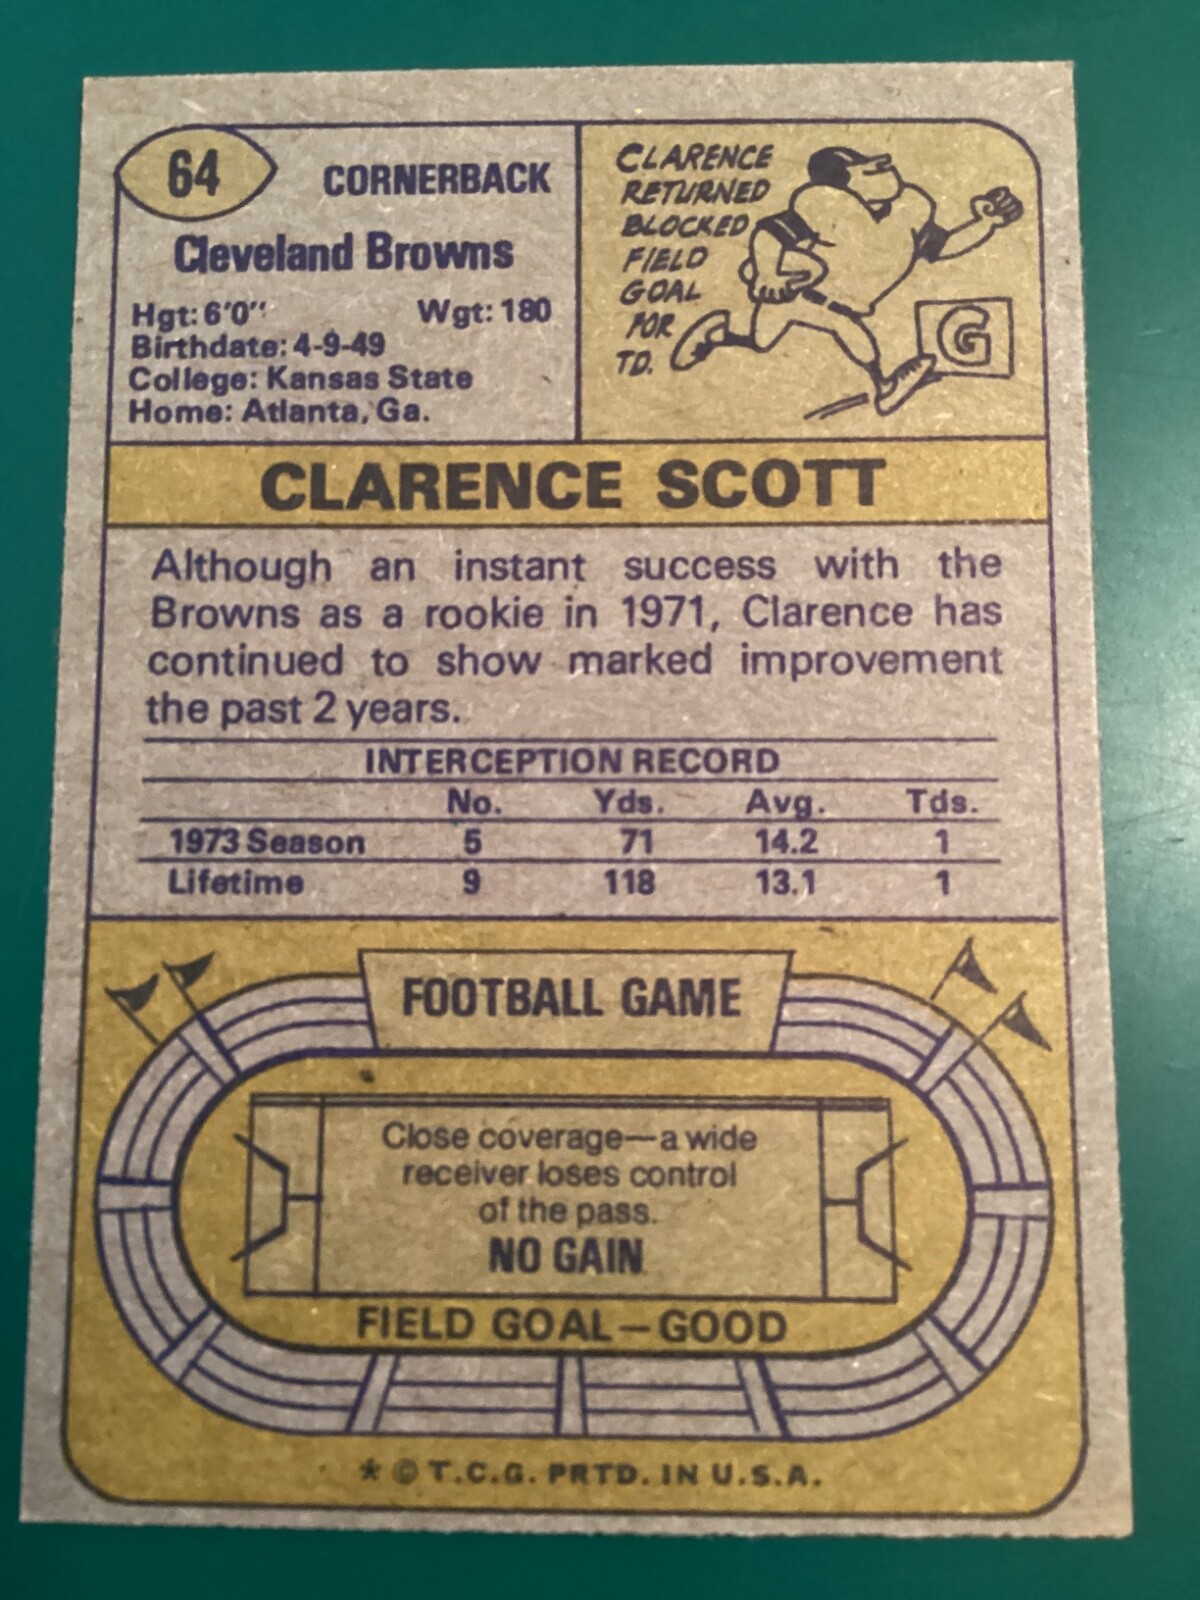 64
CORNERBACK
Cleveland Browns
Hgt: 6'0" Wgt: 180
Birthdate: 4-9-49
College: Kansas State
Home: Atlanta, Ga.
CLARENCE
RETURNED
BLOCKED
FIELD
GOAL
FOR
TD.
G
CLARENCE SCOTT
Although an instant success with the
Browns as a rookie in 1971, Clarence has
continued to show marked improvement
the past 2 years.
INTERCEPTION RECORD
No. Yds. Avg. Tds.
1973 Season 5 71 14.2 1
Lifetime 9 118 13.1 1
FOOTBALL GAME
Close coverage—a wide
receiver loses control
of the pass.
NO GAIN
FIELD GOAL—GOOD
* © T.C.G. PRTD. IN U.S.A.